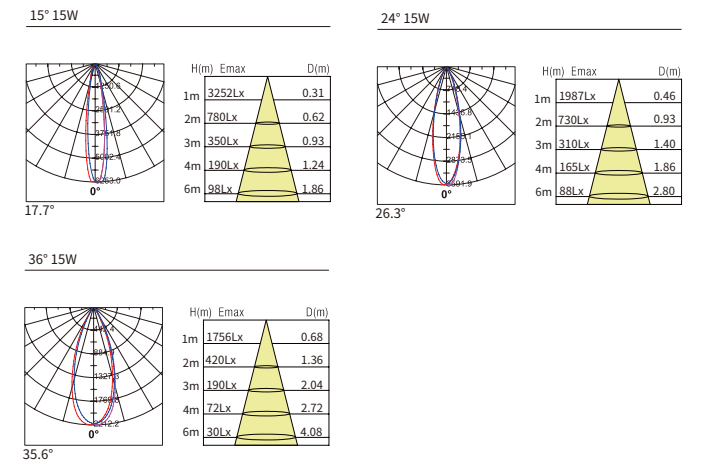 15° 15W
H(m) Emax D(m)
1m 3252Lx 0.31
2m 780Lx 0.62
3m 350Lx 0.93
4m 190Lx 1.24
6m 98Lx 1.86
0°
17.7°
24° 15W
H(m) Emax D(m)
1m 1987Lx 0.46
2m 730Lx 0.93
3m 310Lx 1.40
4m 165Lx 1.86
6m 88Lx 2.80
0°
26.3°
36° 15W
H(m) Emax D(m)
1m 1756Lx 0.68
2m 420Lx 1.36
3m 190Lx 2.04
4m 72Lx 2.72
6m 30Lx 4.08
0°
35.6°